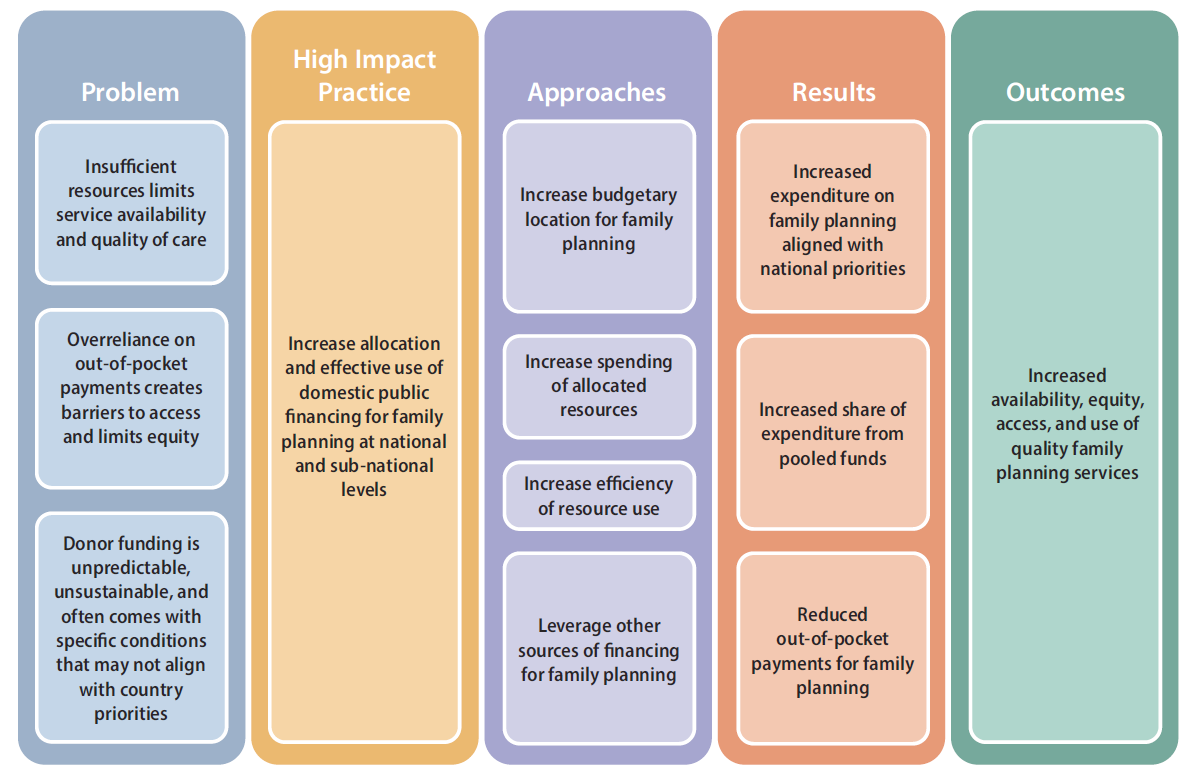 Problem
Insufficient
resources limits
service availability
and quality of care
Overreliance on
out-of-pocket
payments creates
barriers to access
and limits equity
Donor funding is
unpredictable,
unsustainable, and
often comes with
specific conditions
that may not align
with country
priorities
High Impact
Practice
Increase allocation
and effective use of
domestic public
financing for family
planning at national
and sub-national
levels
Approaches
Increase budgetary
location for family
planning
Increase spending
of allocated
resources
Increase efficiency
of resource use
Leverage other
sources of financing
for family planning
Results
Increased
expenditure on
family planning
aligned with
national priorities
Increased share of
expenditure from
pooled funds
Reduced
out-of-pocket
payments for family
planning
Outcomes
Increased
availability, equity,
access, and use of
quality family
planning services